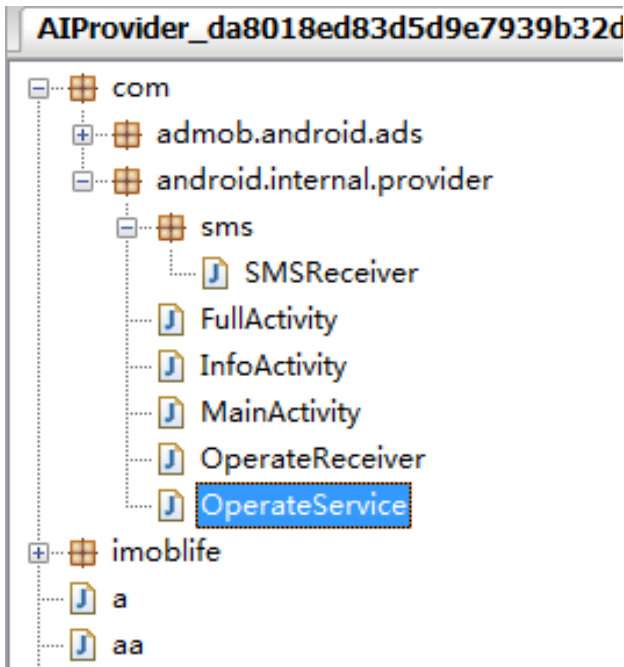 AIProvider_da8018ed83d5d9e7939b32d
com
admob.android.ads
android.internal.provider
sms
SMSReceiver
FullActivity
InfoActivity
MainActivity
OperateReceiver
OperateService
imoblife
a
aa